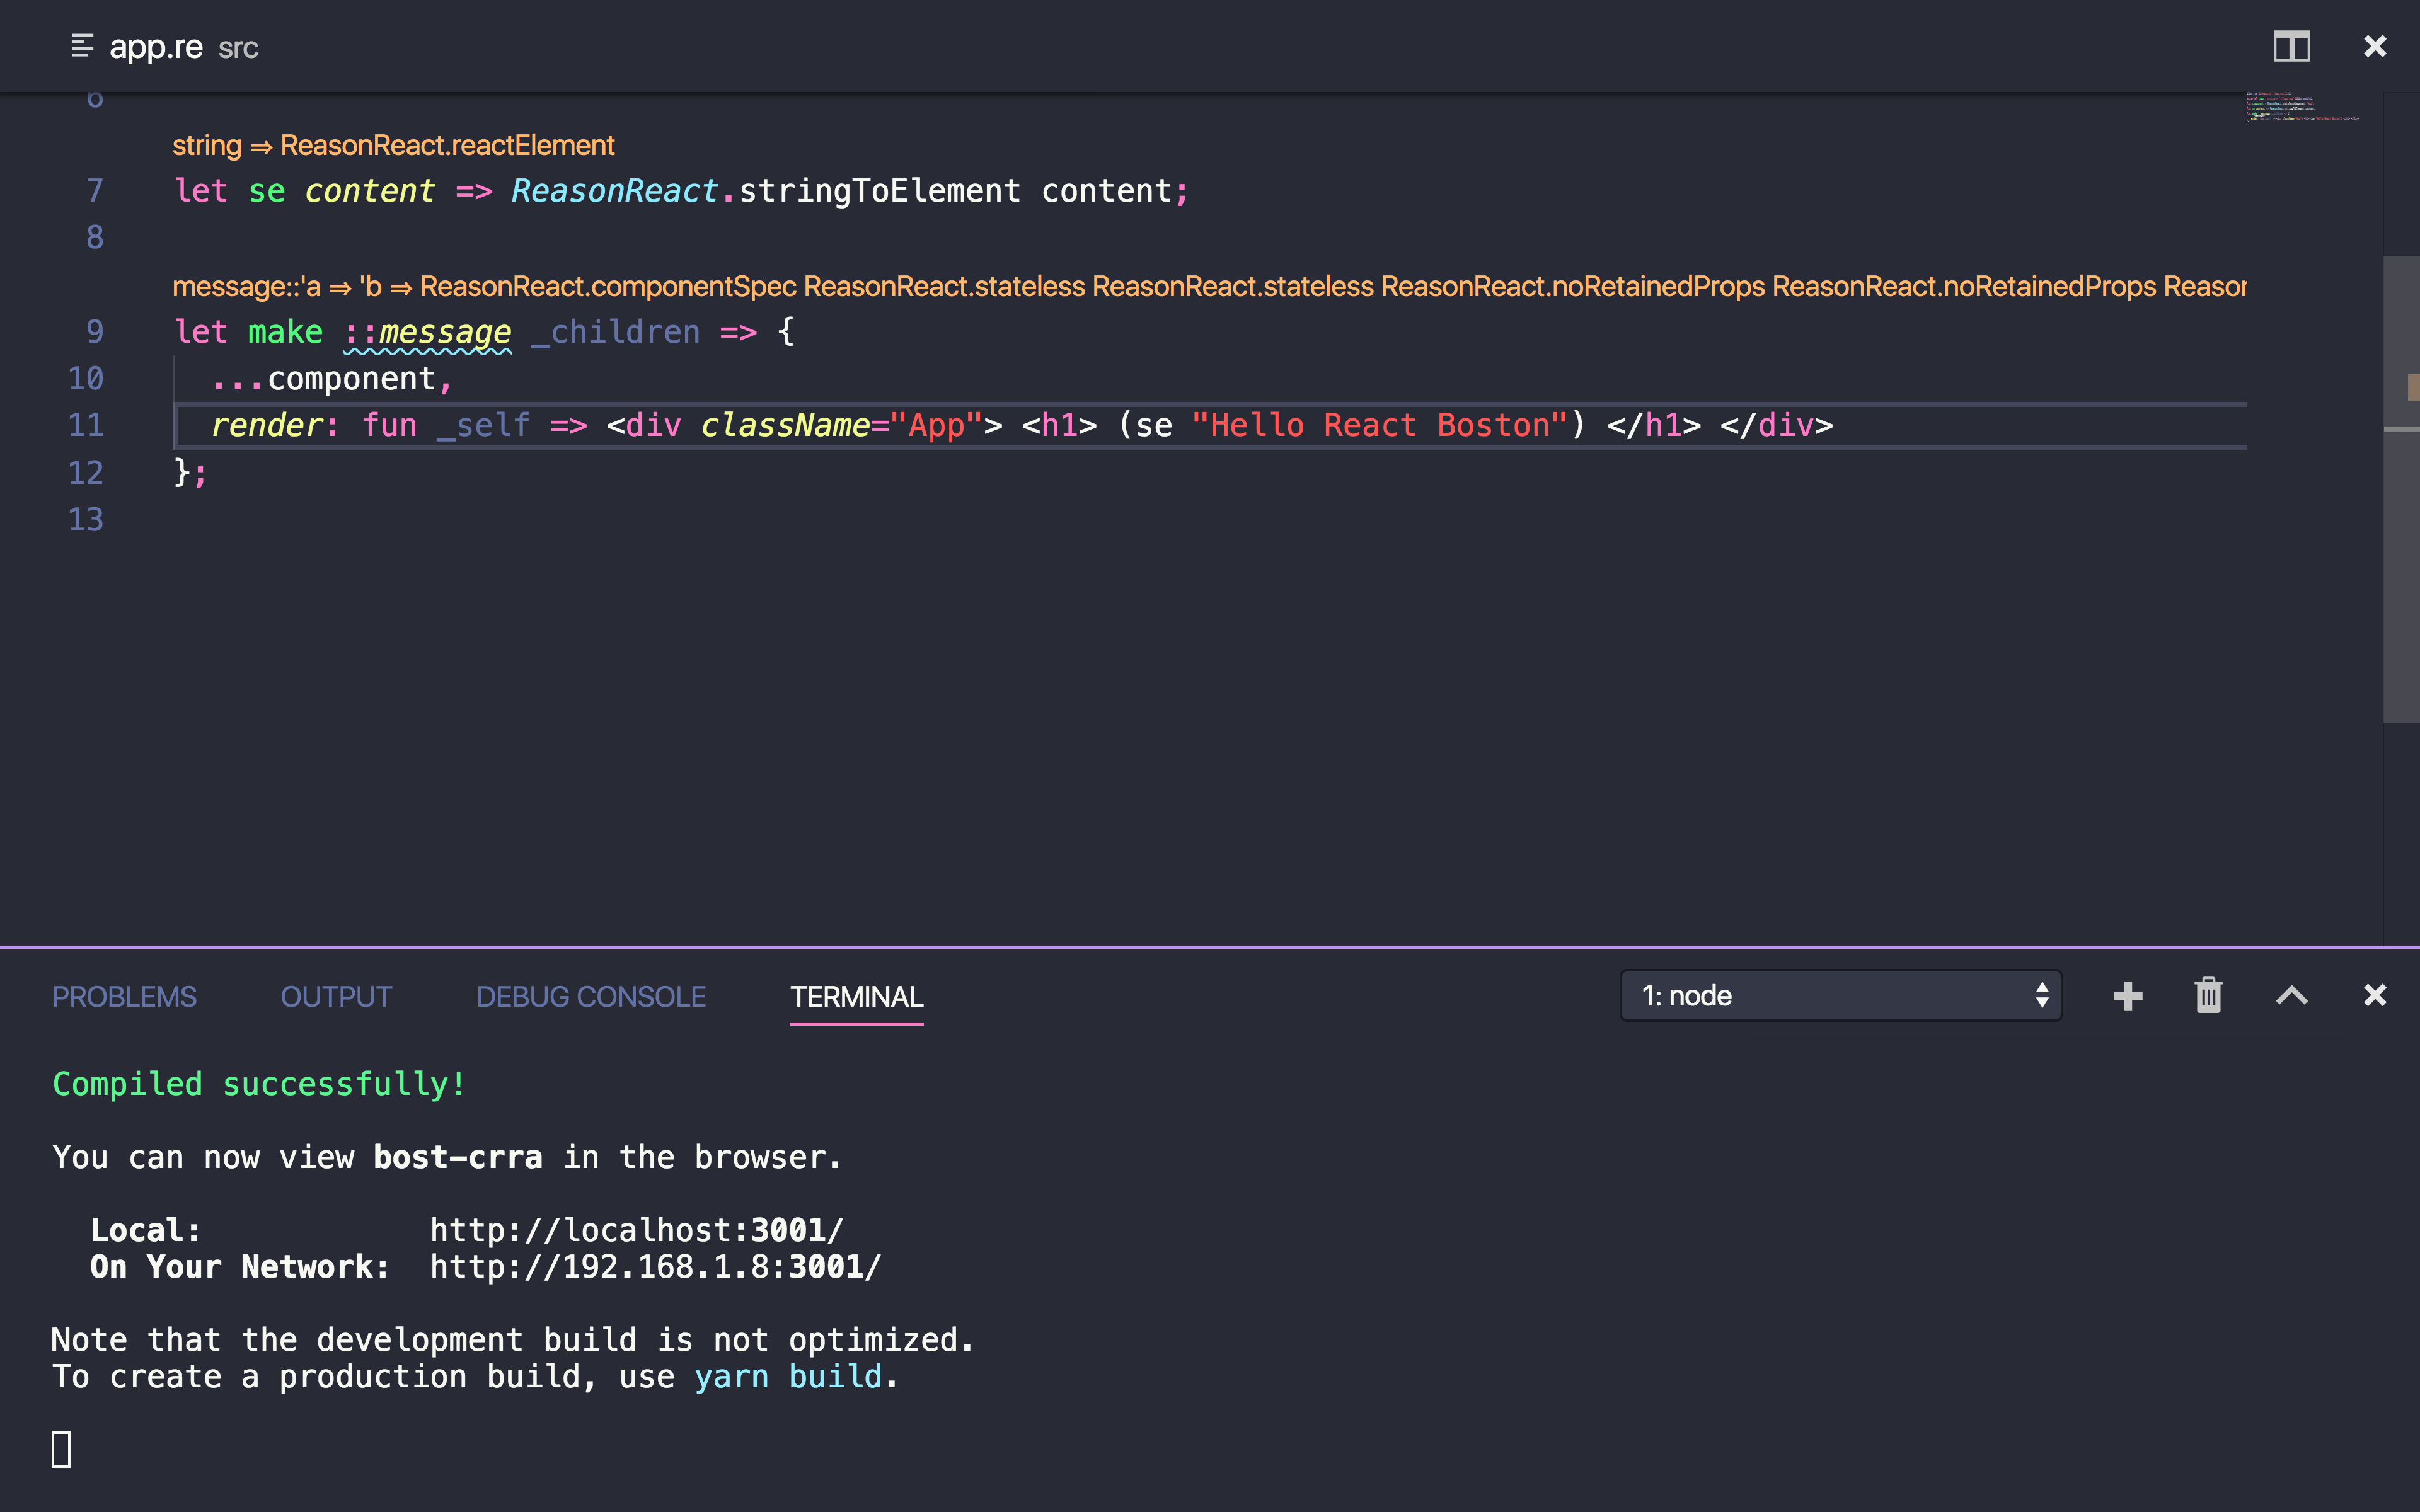 app.re src
6
string ⇒ ReasonReact.reactElement
7 let se content => ReasonReact.stringToElement content;
8
message::'a ⇒ 'b ⇒ ReasonReact.componentSpec ReasonReact.stateless ReasonReact.stateless ReasonReact.noRetainedProps ReasonReact.noRetainedProps Reason
9 let make ::message _children => {
10 ...component,
11 render: fun _self => <div className="App"> <h1> (se "Hello React Boston") </h1> </div>
12 };
13
PROBLEMS OUTPUT DEBUG CONSOLE TERMINAL 1: node
Compiled successfully!
You can now view bost-crra in the browser.
Local: http://localhost:3001/
On Your Network: http://192.168.1.8:3001/
Note that the development build is not optimized.
To create a production build, use yarn build.